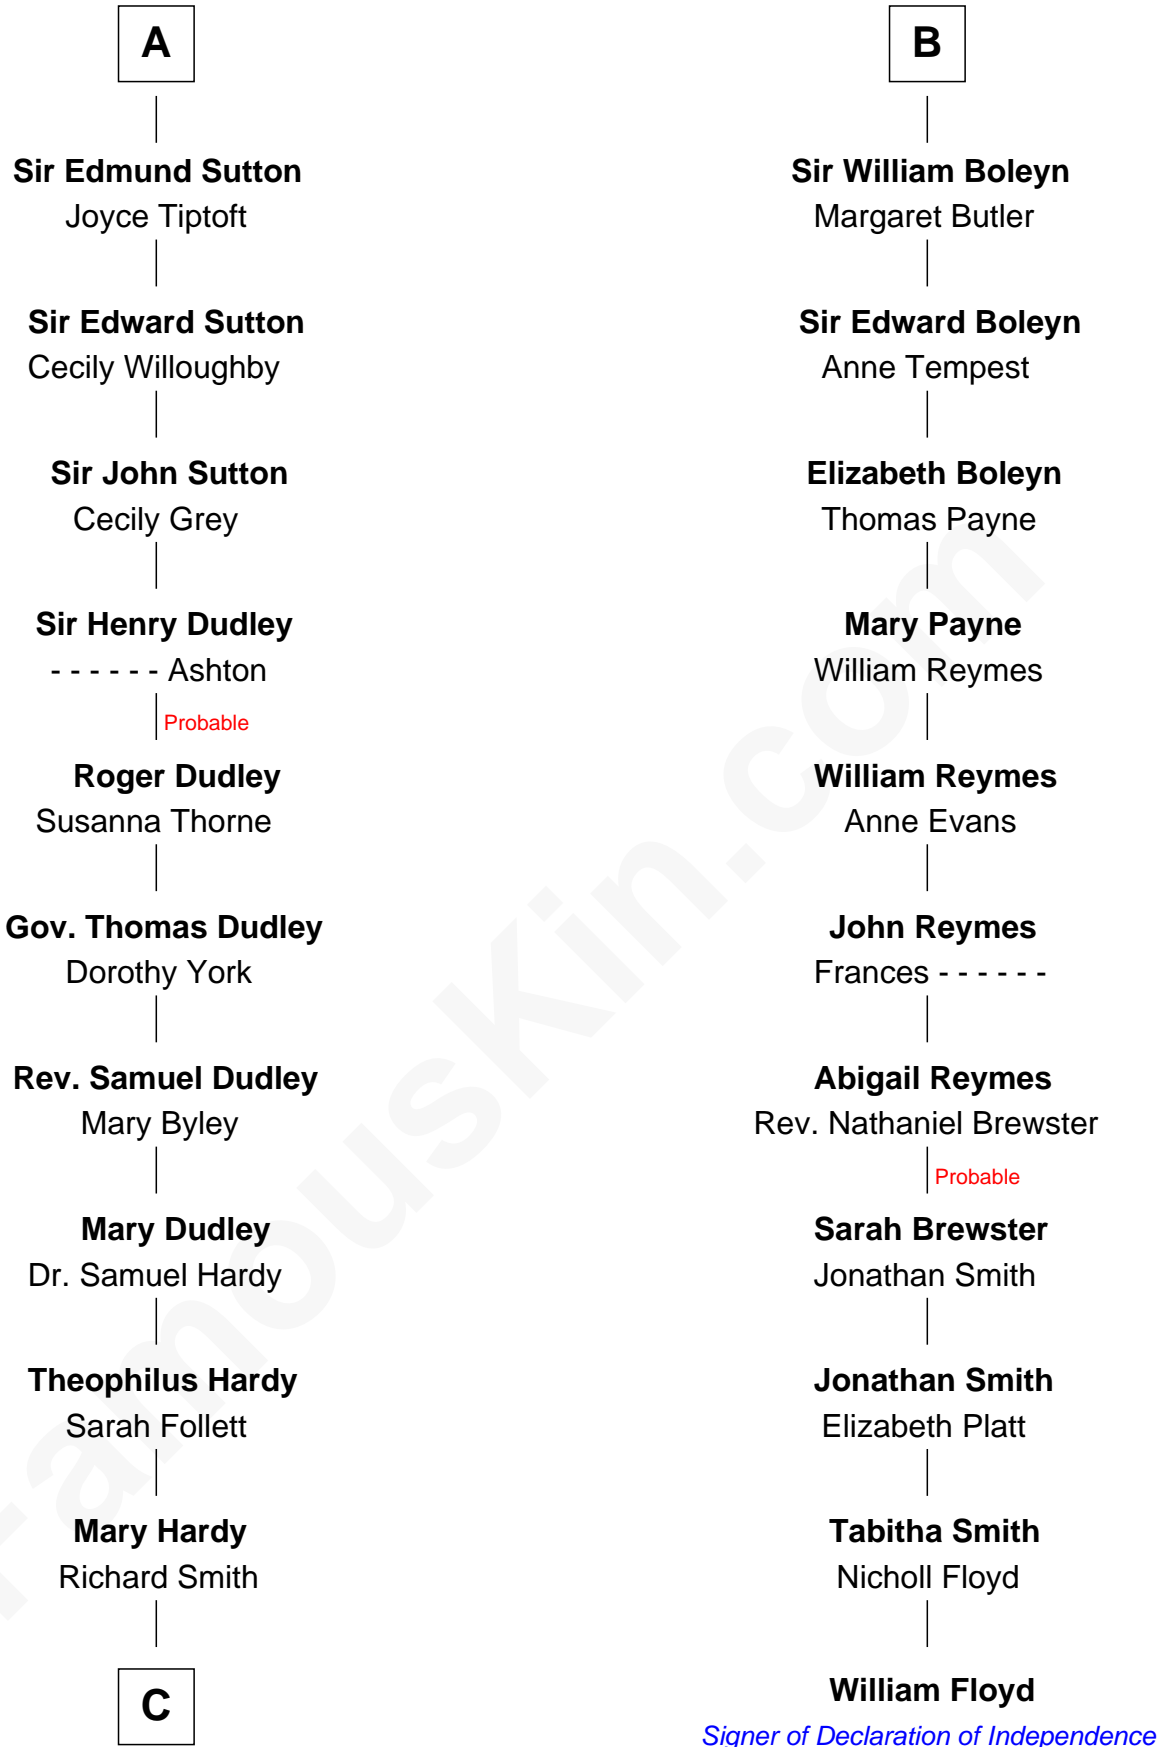 A
Sir Edmund Sutton
Joyce Tiptoft
Sir Edward Sutton
Cecily Willoughby
Sir John Sutton
Cecily Grey
Sir Henry Dudley
- - - - - - Ashton
Probable
Roger Dudley
Susanna Thorne
Gov. Thomas Dudley
Dorothy York
Rev. Samuel Dudley
Mary Byley
Mary Dudley
Dr. Samuel Hardy
Theophilus Hardy
Sarah Follett
Mary Hardy
Richard Smith
C
B
Sir William Boleyn
Margaret Butler
Sir Edward Boleyn
Anne Tempest
Elizabeth Boleyn
Thomas Payne
Mary Payne
William Reymes
William Reymes
Anne Evans
John Reymes
Frances - - - - - -
Abigail Reymes
Rev. Nathaniel Brewster
Probable
Sarah Brewster
Jonathan Smith
Jonathan Smith
Elizabeth Platt
Tabitha Smith
Nicholl Floyd
William Floyd
Signer of Declaration of Independence
FamousKin.com